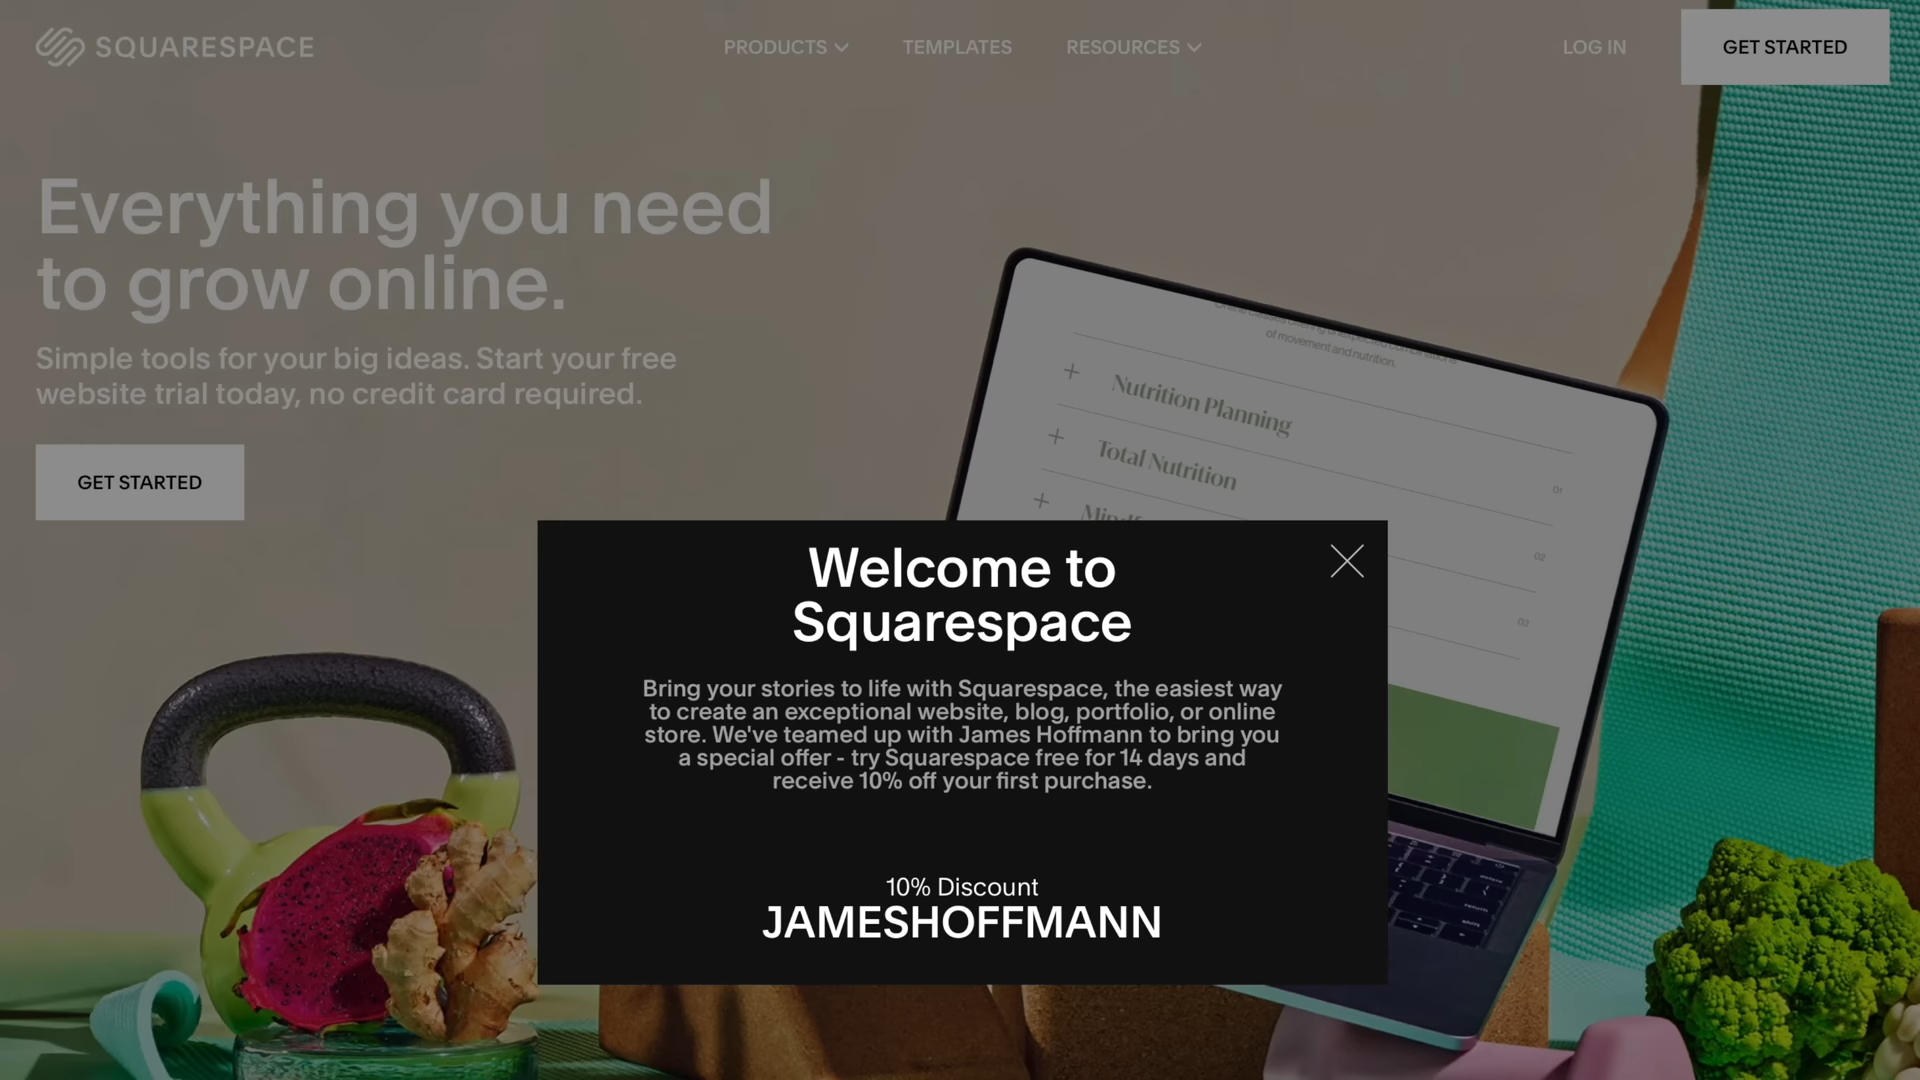 SQUARESPACE
PRODUCTS
TEMPLATES
RESOURCES
LOG IN
GET STARTED
Everything you need
to grow online.
Simple tools for your big ideas. Start your free
website trial today, no credit card required.
GET STARTED
of movement and nutrition.
+ Nutrition Planning
01
+ Total Nutrition
02
+
03
Welcome to
Squarespace
Bring your stories to life with Squarespace, the easiest way
to create an exceptional website, blog, portfolio, or online
store. We've teamed up with James Hoffmann to bring you
a special offer - try Squarespace free for 14 days and
receive 10% off your first purchase.
10% Discount
JAMESHOFFMANN